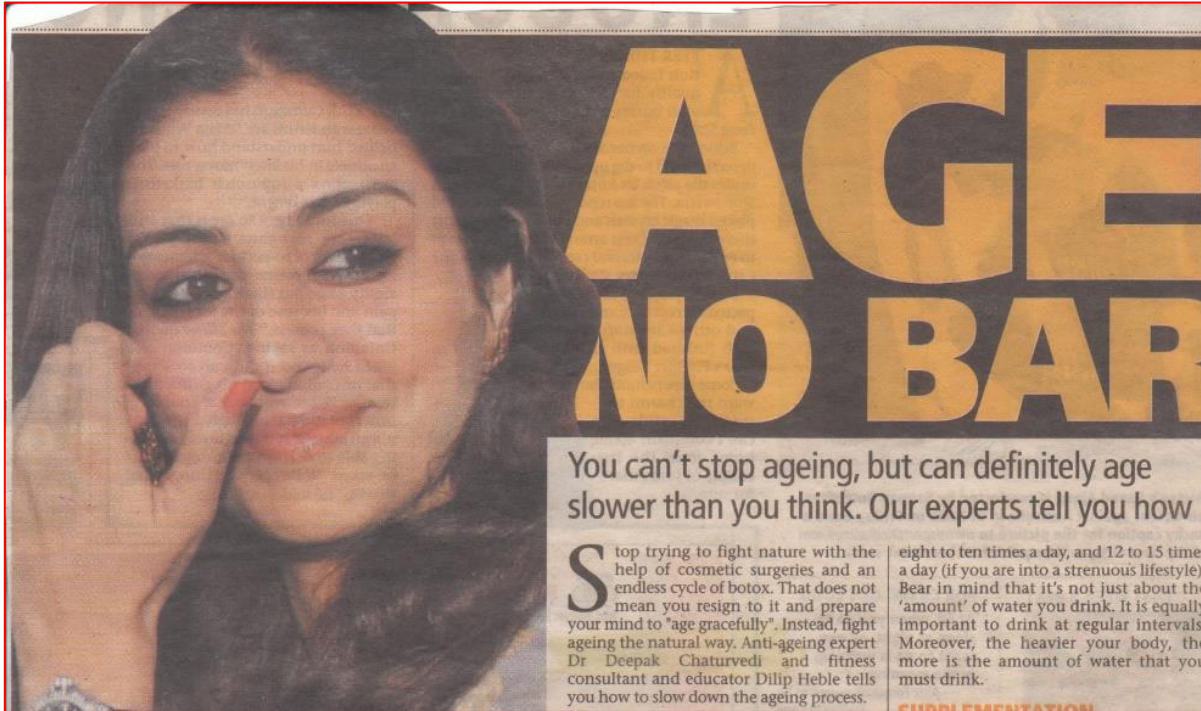 AGE
NO BAR
You can't stop ageing, but can definitely age
slower than you think. Our experts tell you how
Stop trying to fight nature with the
help of cosmetic surgeries and an
endless cycle of botox. That does not
mean you resign to it and prepare
your mind to "age gracefully". Instead, fight
ageing the natural way. Anti-ageing expert
Dr Deepak Chaturvedi and fitness
consultant and educator Dilip Heble tells
you how to slow down the ageing process.
eight to ten times a day, and 12 to 15 time
a day (if you are into a strenuous lifestyle)
Bear in mind that it's not just about the
'amount' of water you drink. It is equally
important to drink at regular intervals
Moreover, the heavier your body, the
more is the amount of water that you
must drink.
SUPPLEMENTATION